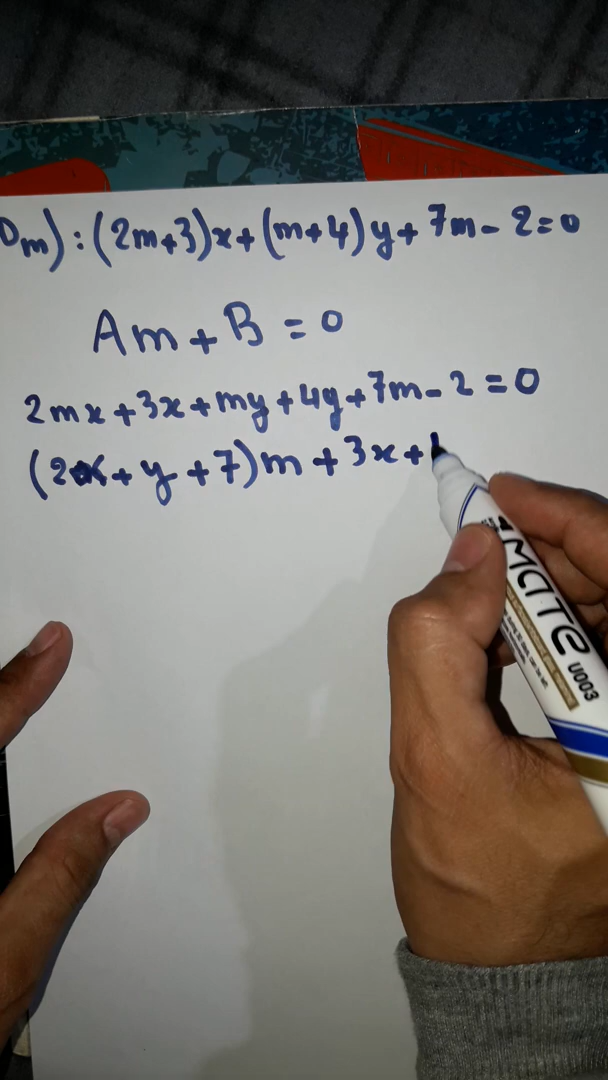 Dm) : (2m+3)x+(m+4)y+7m-2=0
Am+B=0
2mx+3x+my+4y+7m-2=0
(2x+y+7)m+3x+
MATE
U003